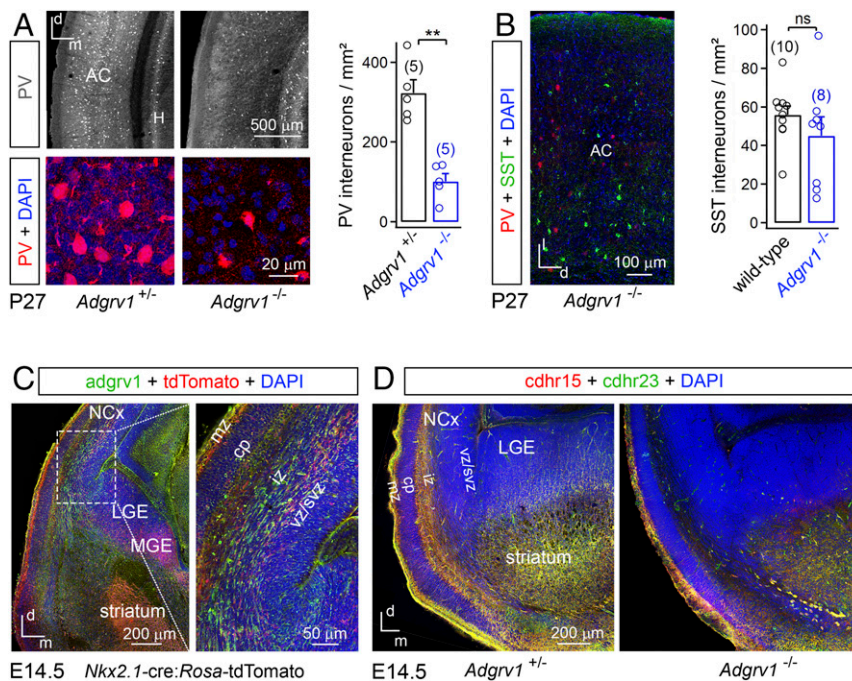 A
d
m
AC
H
500 μm
PV
PV + DAPI
20 μm
P27
Adgrv1 +/-
Adgrv1 -/-
PV interneurons / mm²
400
200
0
**
(5)
(5)
Adgrv1 +/-
Adgrv1 -/-
B
PV + SST + DAPI
AC
l
d
100 μm
P27
Adgrv1 -/-
SST interneurons / mm²
100
80
60
40
20
0
ns
(10)
(8)
wild-type
Adgrv1 -/-
C
adgrv1 + tdTomato + DAPI
NCx
LGE
MGE
striatum
d
m
200 μm
mz
cp
iz
vz/svz
50 μm
E14.5 Nkx2.1-cre:Rosa-tdTomato
D
cdhr15 + cdhr23 + DAPI
NCx
LGE
mz
cp
iz
vz/svz
striatum
d
m
200 μm
E14.5
Adgrv1 +/-
Adgrv1 -/-